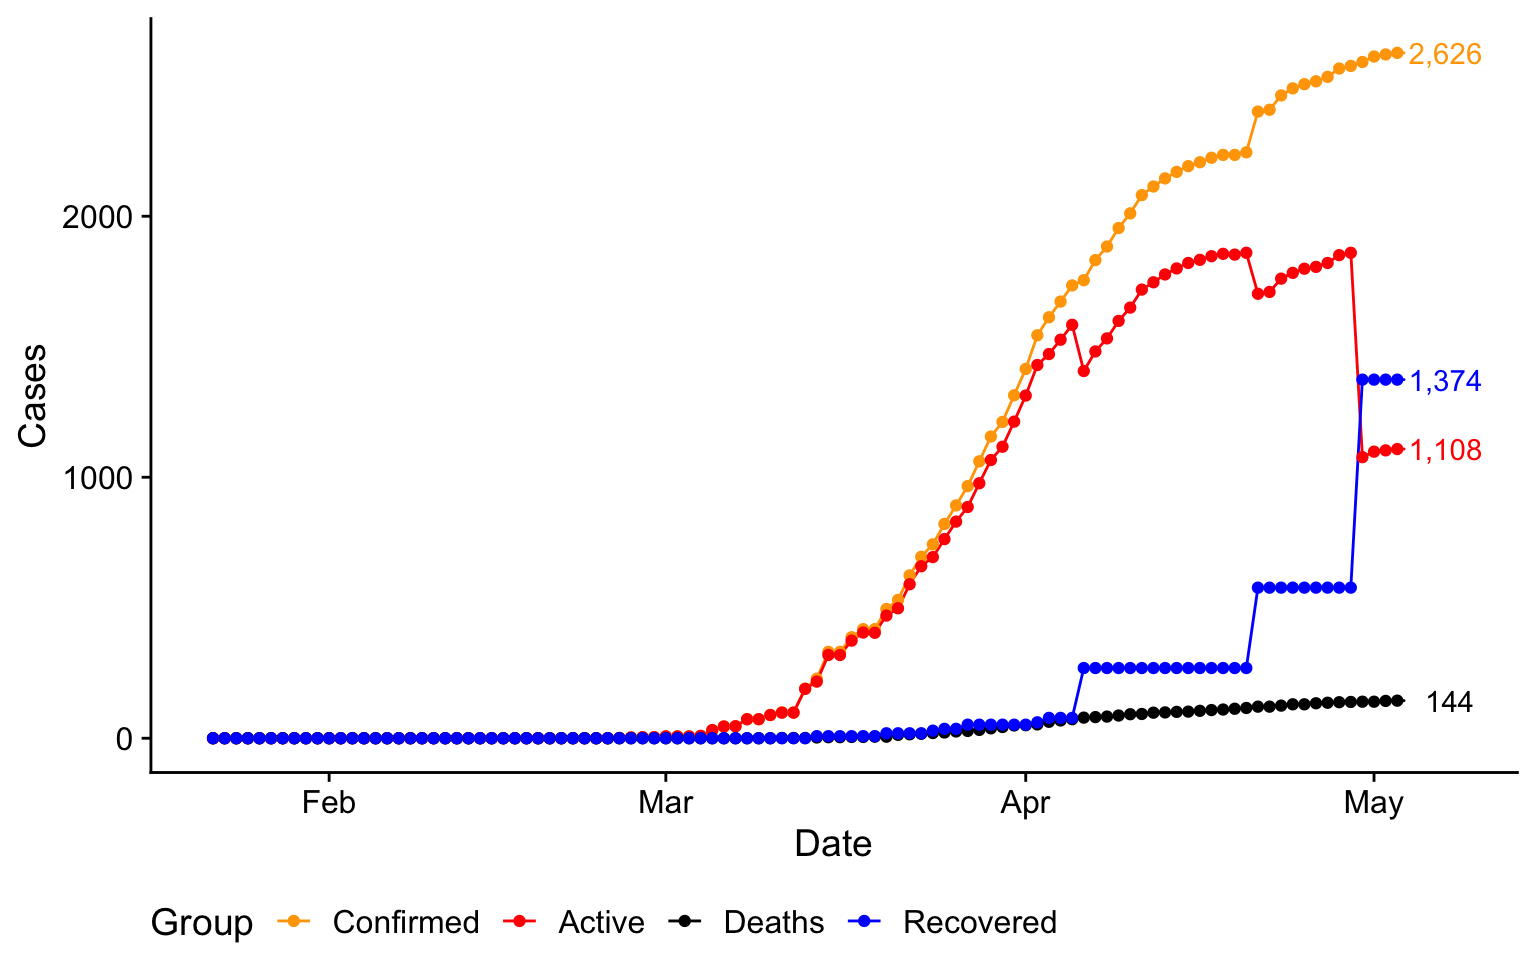 2,626
2000
1,374
1,108
1000
144
0
Cases
Feb Mar Apr May
Date
Group Confirmed Active Deaths Recovered